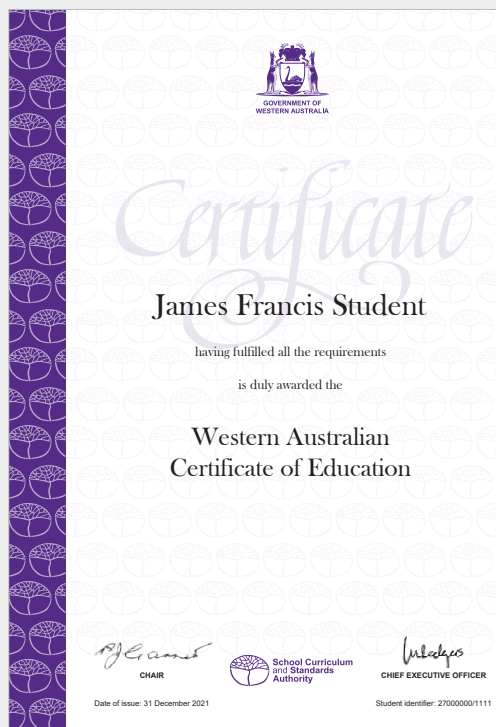 GOVERNMENT OF
WESTERN AUSTRALIA
Certificate
James Francis Student
having fulfilled all the requirements
is duly awarded the
Western Australian
Certificate of Education
CHAIR
School Curriculum
and Standards
Authority
CHIEF EXECUTIVE OFFICER
Date of issue: 31 December 2021
Student identifier: 27000000/1111